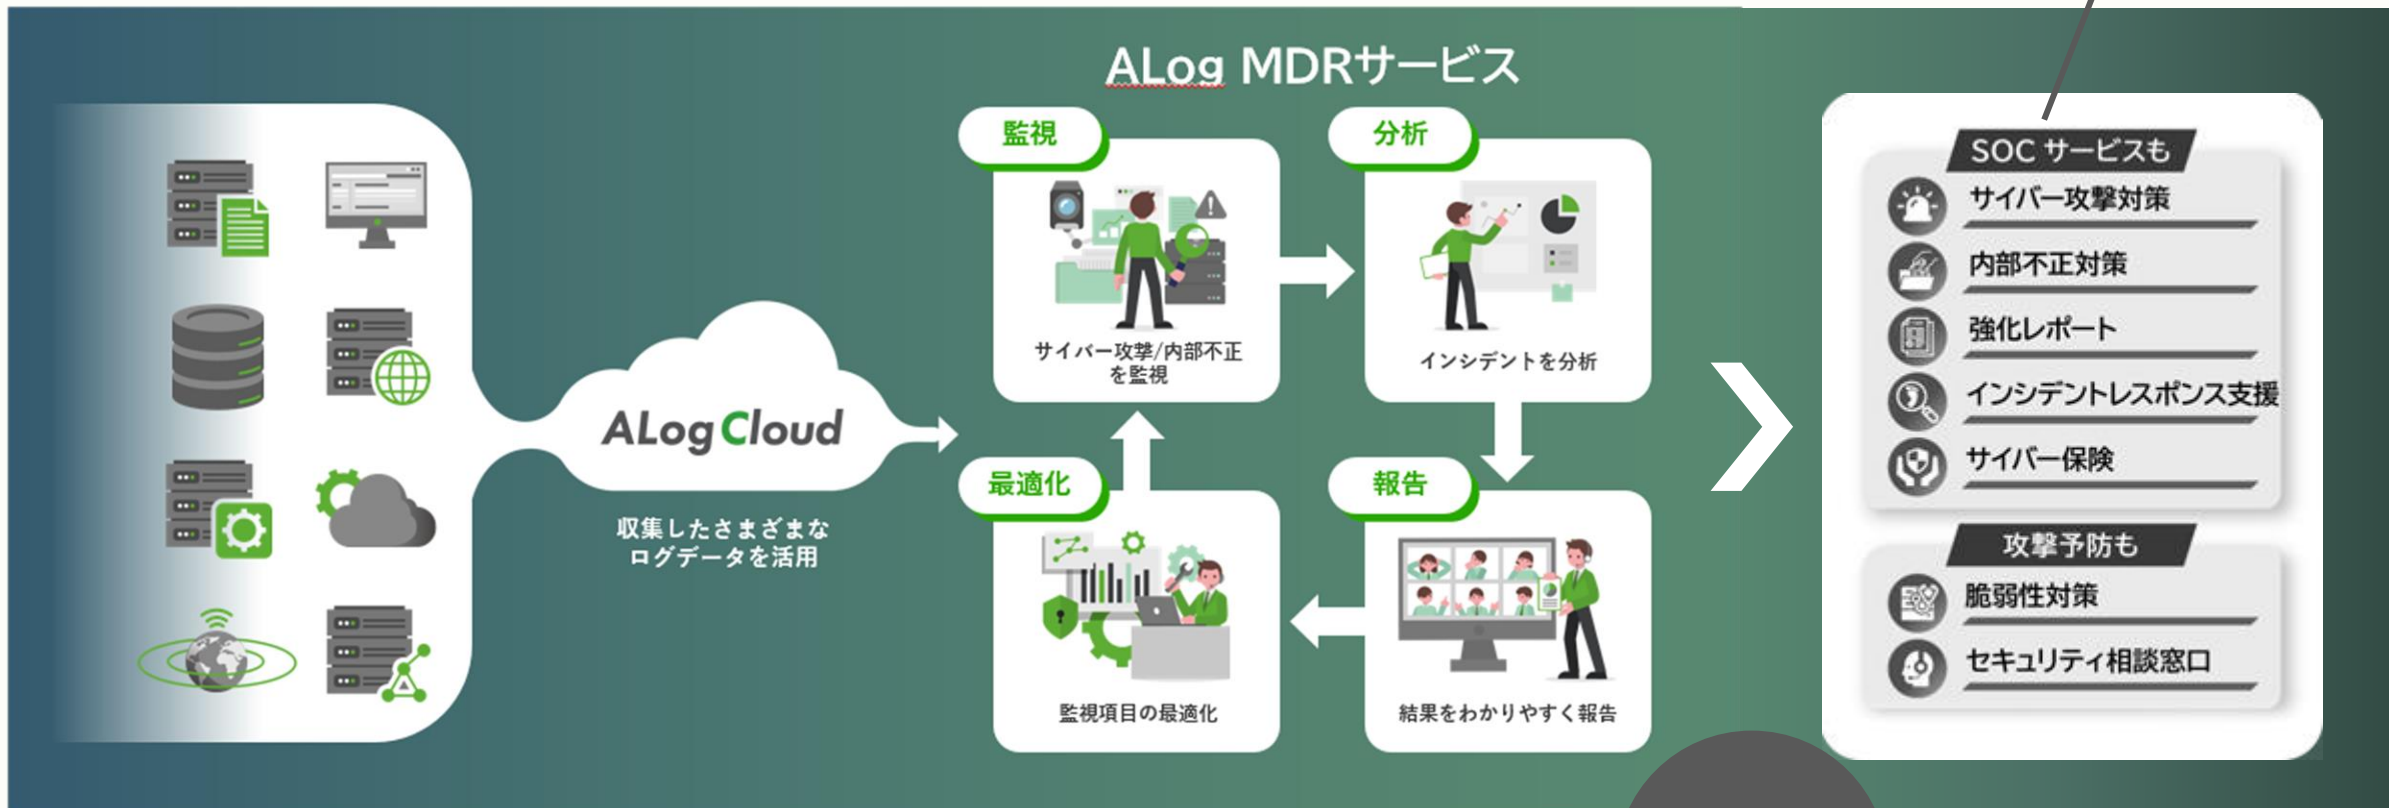 ALog MDRサービス
ALog Cloud
収集したさまざまな
ログデータを活用
監視
サイバー攻撃/内部不正
を監視
分析
インシデントを分析
最適化
監視項目の最適化
報告
結果をわかりやすく報告
SOC サービスも
サイバー攻撃対策
内部不正対策
強化レポート
インシデントレスポンス支援
サイバー保険
攻撃予防も
脆弱性対策
セキュリティ相談窓口